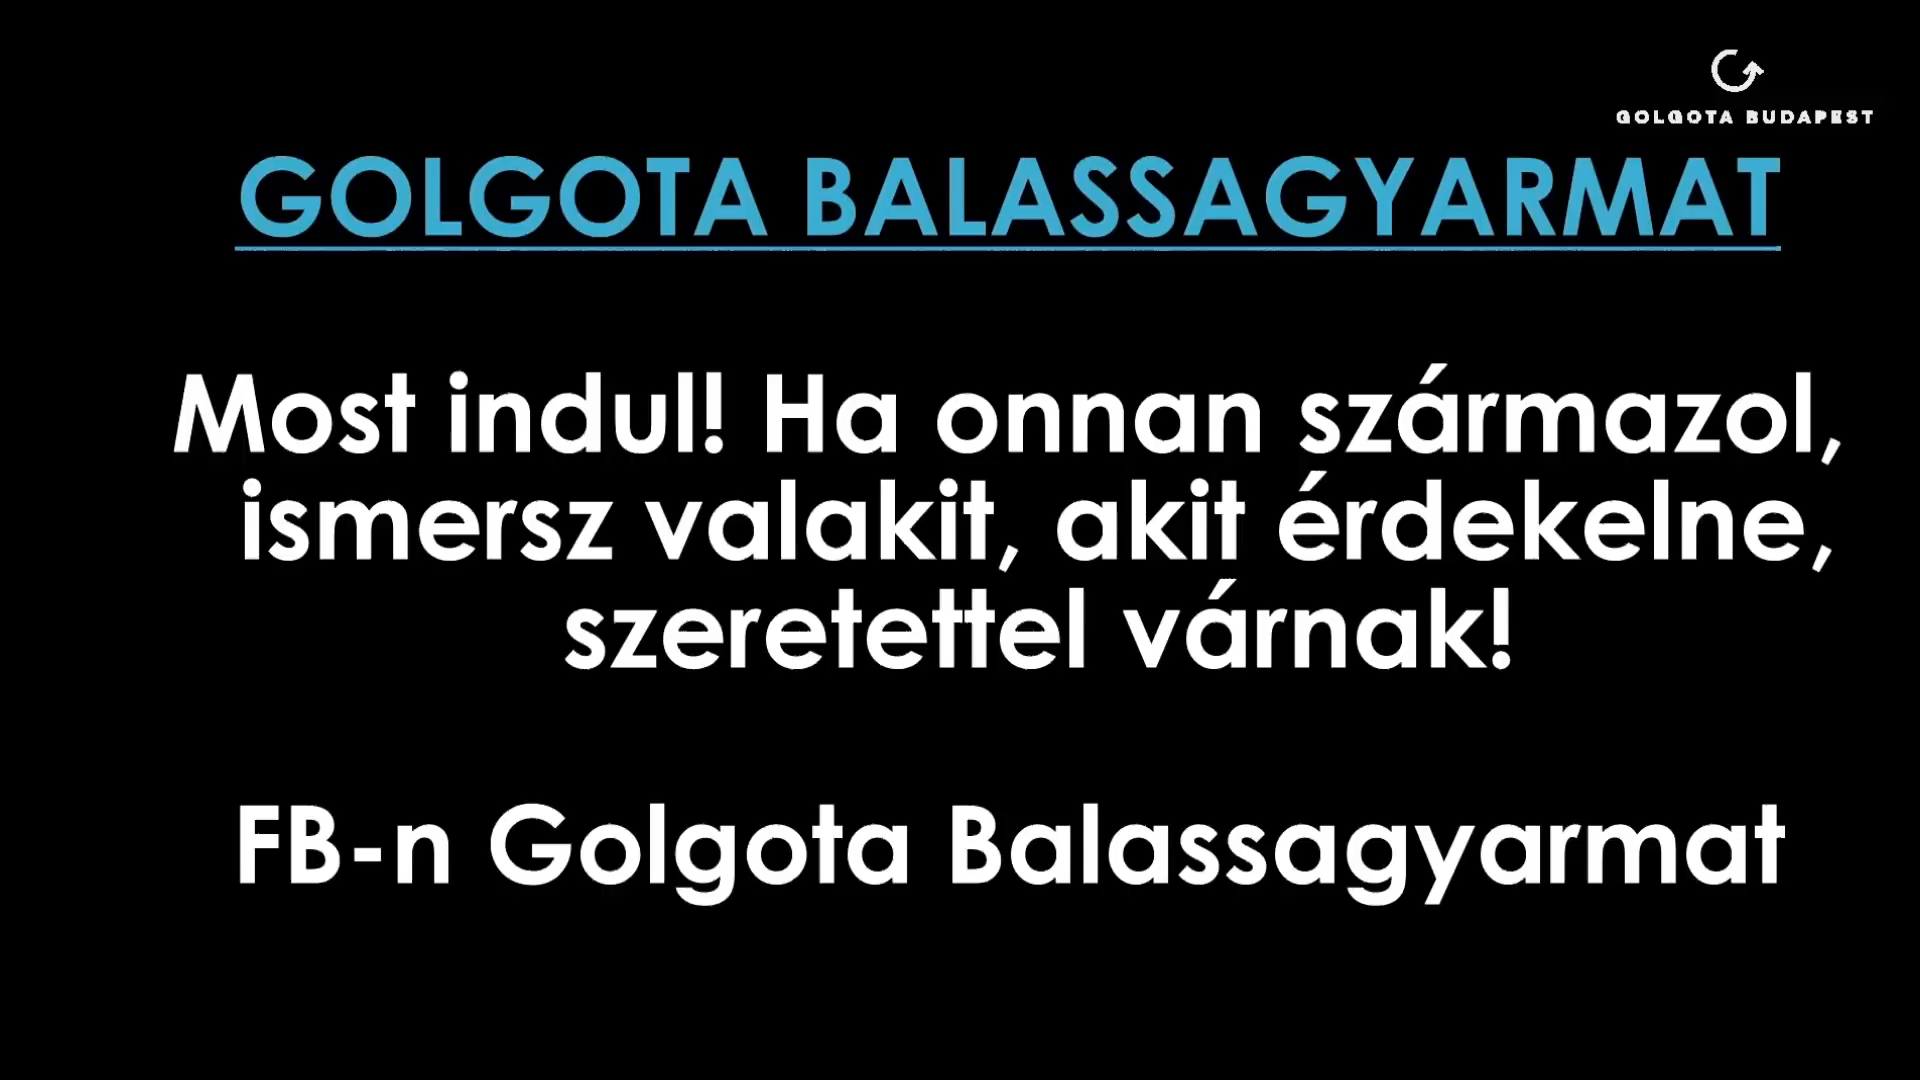 GOLGOTA BUDAPEST
GOLGOTA BALASSAGYARMAT
Most indul! Ha onnan származol,
ismersz valakit, akit érdekelne,
szeretettel várnak!
FB-n Golgota Balassagyarmat